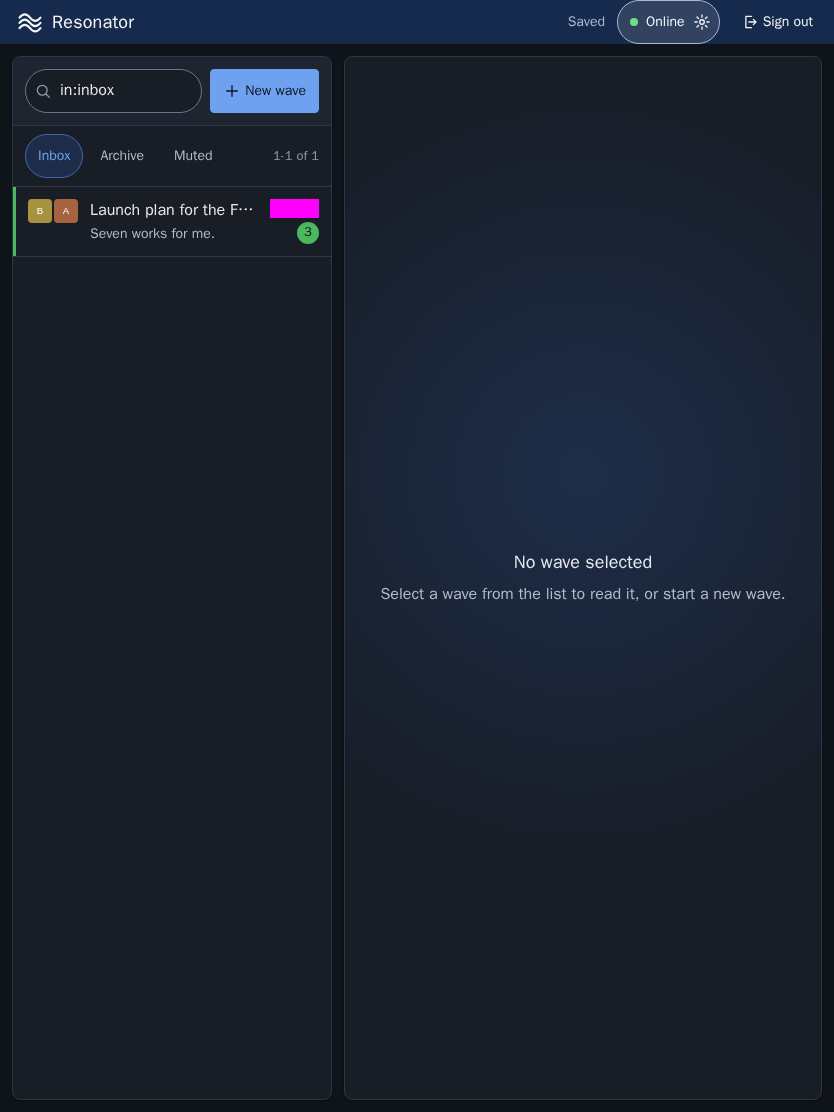 Resonator
Saved
Online
Sign out
in:inbox
New wave
Inbox
Archive
Muted
1-1 of 1
B
A
Launch plan for the F···
Seven works for me.
3
No wave selected
Select a wave from the list to read it, or start a new wave.